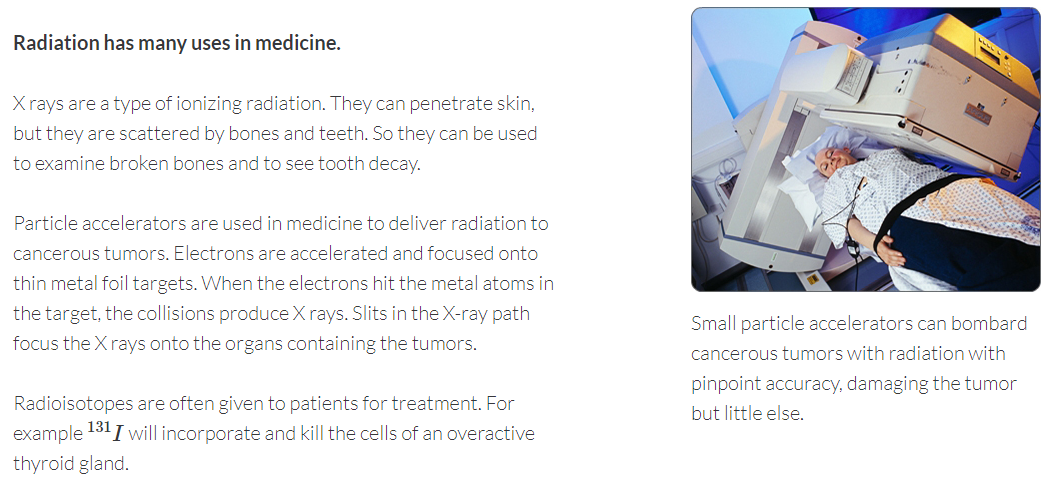 Radiation has many uses in medicine.
X rays are a type of ionizing radiation. They can penetrate skin,
but they are scattered by bones and teeth. So they can be used
to examine broken bones and to see tooth decay.
Particle accelerators are used in medicine to deliver radiation to
cancerous tumors. Electrons are accelerated and focused onto
thin metal foil targets. When the electrons hit the metal atoms in
the target, the collisions produce X rays. Slits in the X-ray path
focus the X rays onto the organs containing the tumors.
Radioisotopes are often given to patients for treatment. For
example ¹³¹I will incorporate and kill the cells of an overactive
thyroid gland.
Small particle accelerators can bombard
cancerous tumors with radiation with
pinpoint accuracy, damaging the tumor
but little else.